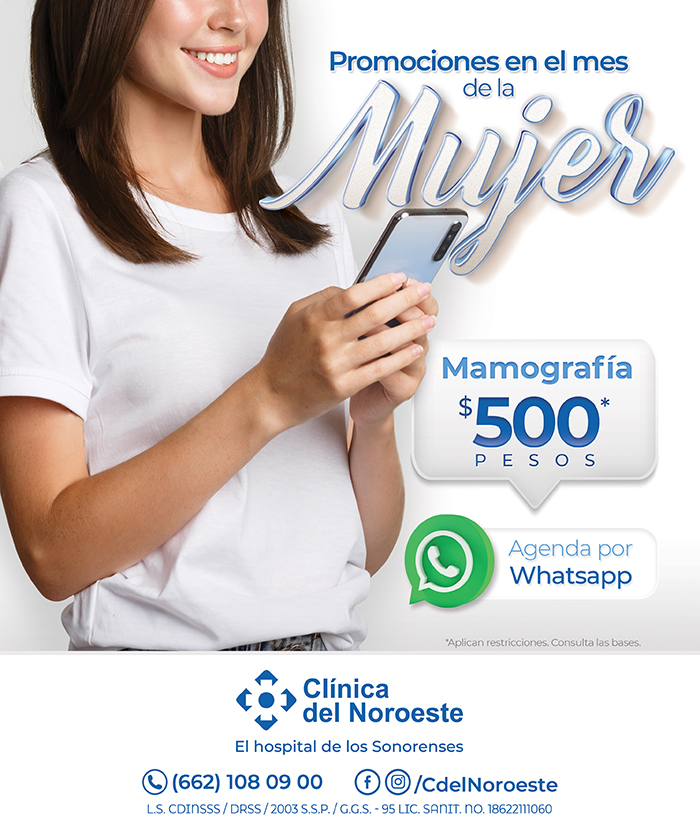 Promociones en el mes
de la
Mujer
Mamografía
$500*
PESOS
Agenda por
Whatsapp
*Aplican restricciones. Consulta las bases.
Clínica
del Noroeste
El hospital de los Sonorenses
(662) 108 09 00 /CdelNoroeste
L.S. CDINSSS / DRSS / 2003 S.S.P. / G.G.S. - 95 LIC. SANIT. NO. 18622111060